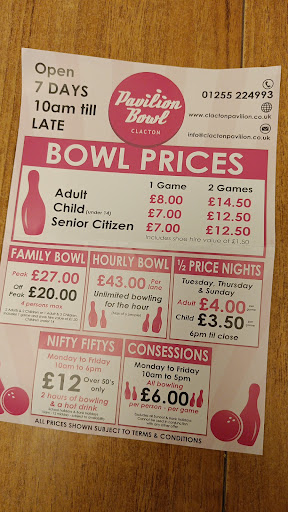 Open
7 DAYS
10am till
LATE
Pavilion
Bowl
CLACTON
01255 224993
www.clactonpavilion.co.uk
info@clactonpavilion.co.uk
BOWL PRICES
1 Game 2 Games
Adult £8.00 £14.50
Child (under 14) £7.00 £12.50
Senior Citizen £7.00 £12.50
Includes shoe hire value of £1.50
FAMILY BOWL
Peak £27.00
Off Peak £20.00
4 persons max
HOURLY BOWL
£43.00 Per lane
Unlimited bowling
for the hour
½ PRICE NIGHTS
Tuesday, Thursday
& Sunday
Adult £4.00
Child £3.50
6pm til close
NIFTY FIFTYS
Monday to Friday
10am to 6pm
£12 Over 50's only
2 hours of bowling
& a hot drink
CONSESSIONS
Monday to Friday
10am to 5pm
All bowling
£6.00
per person - per game
ALL PRICES SHOWN SUBJECT TO TERMS & CONDITIONS